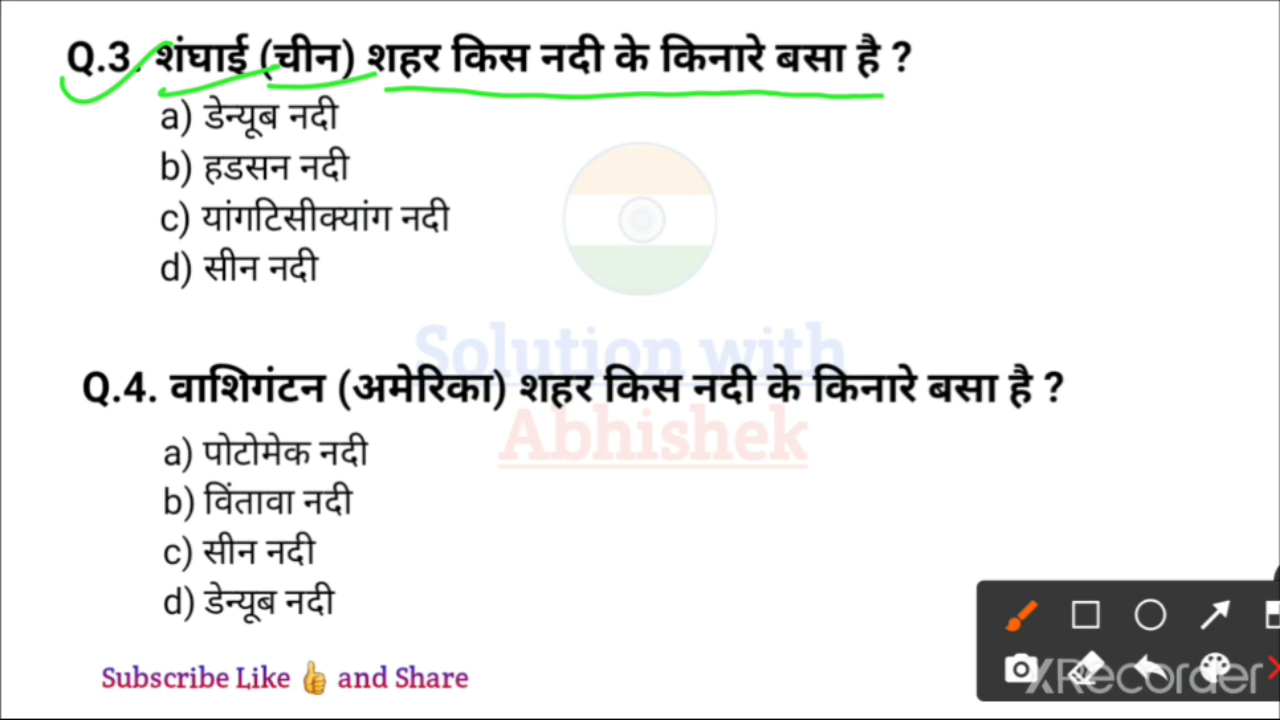 Q.3. शंघाई (चीन) शहर किस नदी के किनारे बसा है ?
a) डेन्यूब नदी
b) हडसन नदी
c) यांगटिसीक्यांग नदी
d) सीन नदी
Solution with
Q.4. वाशिगंटन (अमेरिका) शहर किस नदी के किनारे बसा है ?
Abhishek
a) पोटोमेक नदी
b) विंतावा नदी
c) सीन नदी
d) डेन्यूब नदी
Subscribe Like 👍 and Share
XRecorder